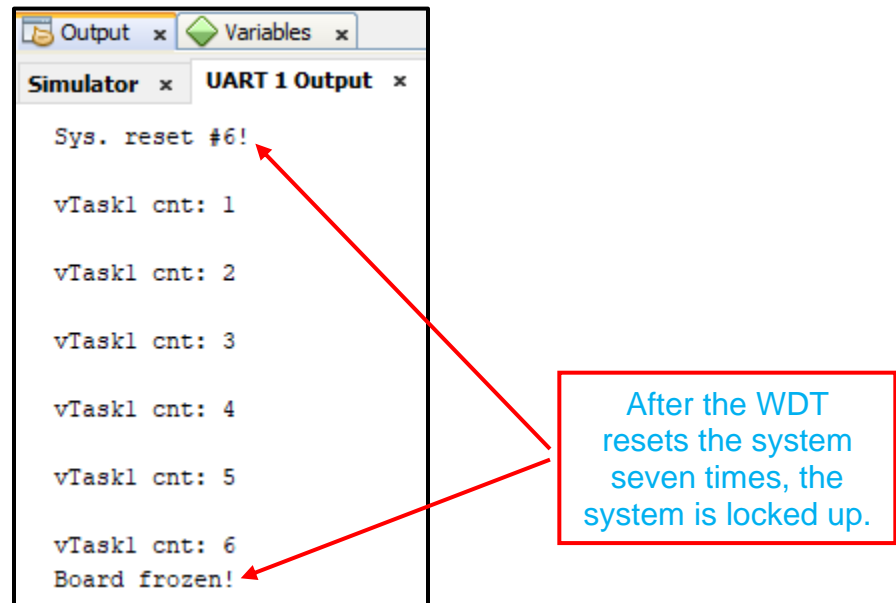 Output x Variables x
Simulator x UART 1 Output x
Sys. reset #6!
vTask1 cnt: 1
vTask1 cnt: 2
vTask1 cnt: 3
vTask1 cnt: 4
vTask1 cnt: 5
vTask1 cnt: 6
Board frozen!
After the WDT
resets the system
seven times, the
system is locked up.